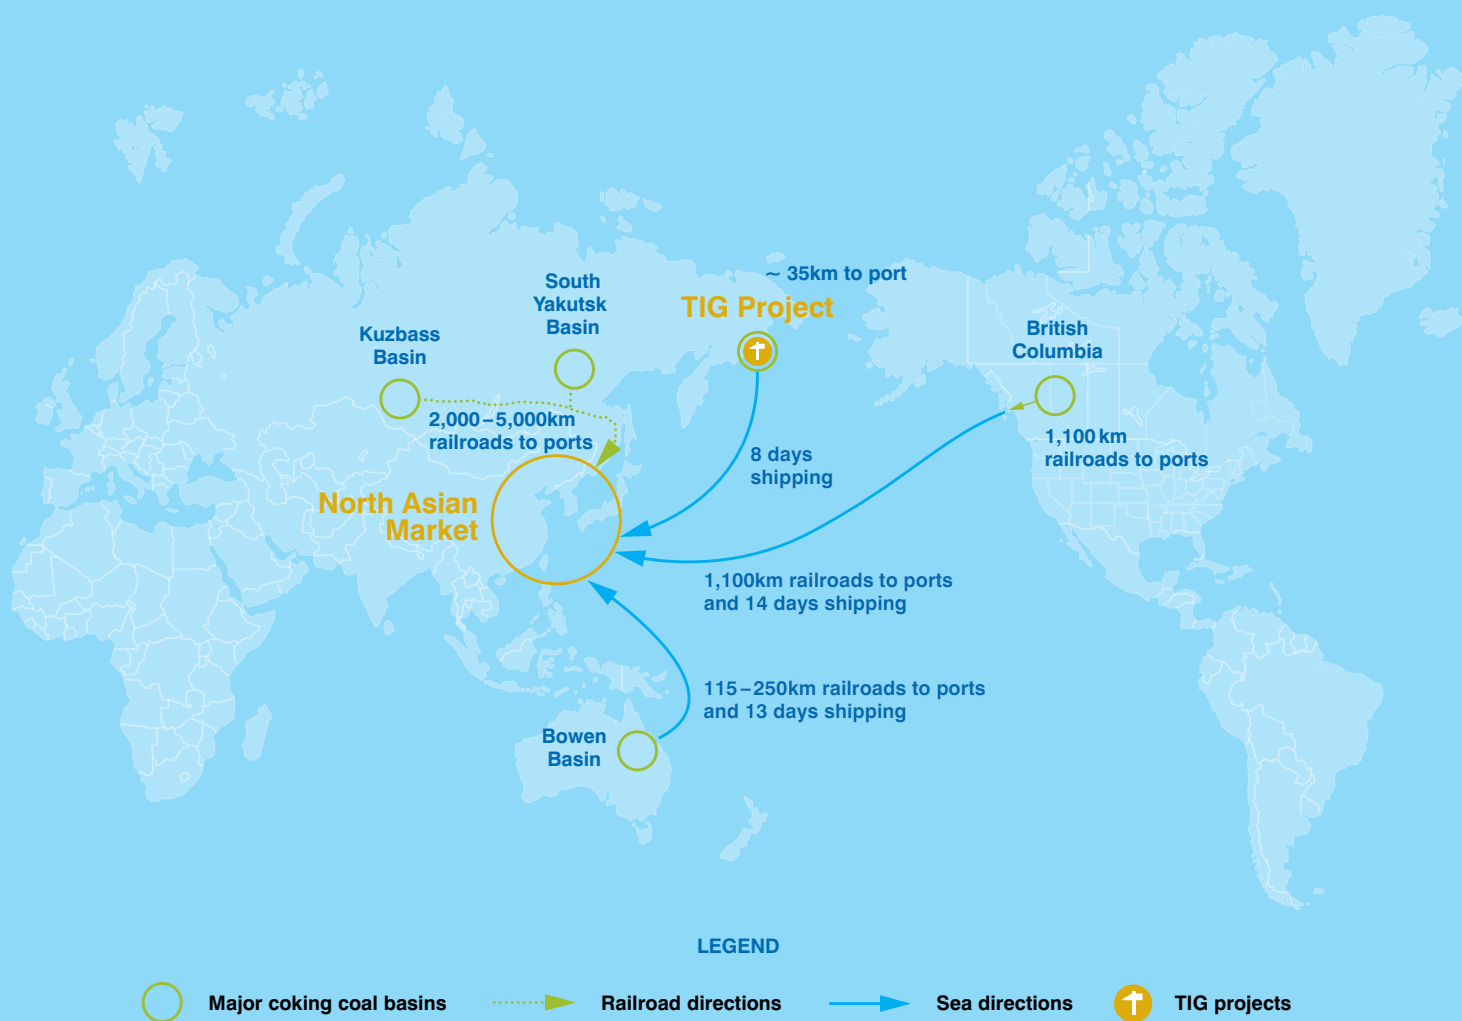 ~ 35km to port
South
Yakutsk
Basin
TIG Project
Kuzbass
Basin
British
Columbia
2,000–5,000km
railroads to ports
1,100 km
railroads to ports
8 days
shipping
North Asian
Market
1,100km railroads to ports
and 14 days shipping
115–250km railroads to ports
and 13 days shipping
Bowen
Basin
LEGEND
Major coking coal basins
Railroad directions
Sea directions
TIG projects